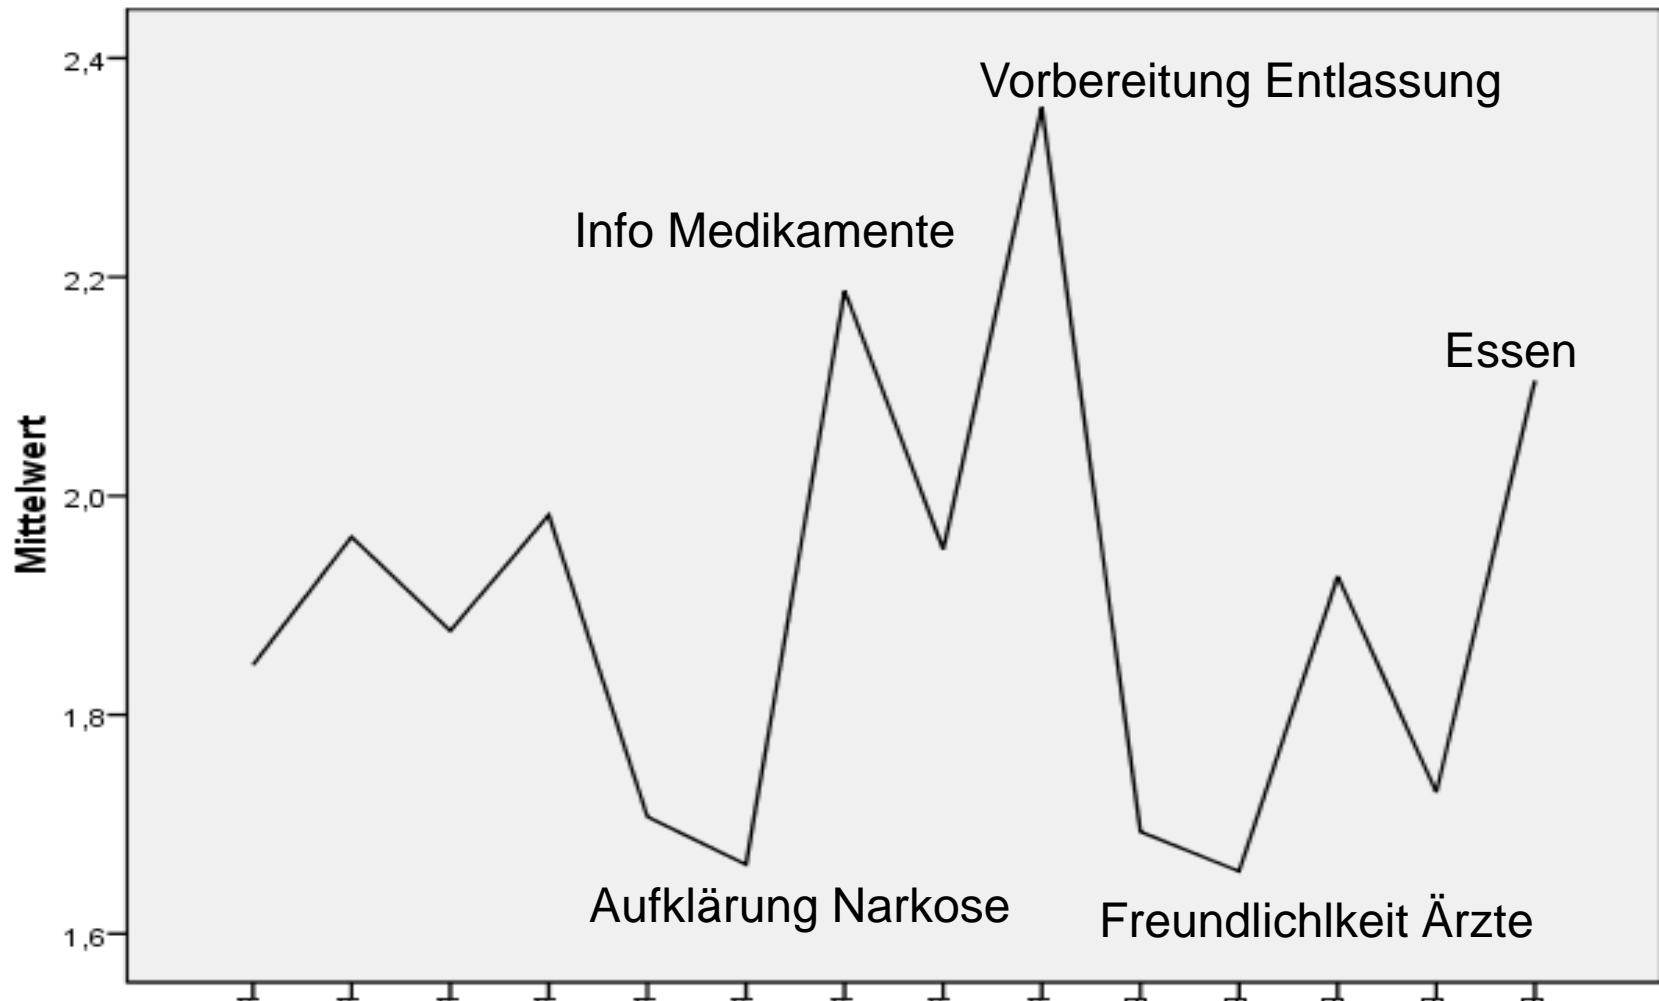 2,4
Vorbereitung Entlassung
Info Medikamente
2,2
Essen
Mittelwert
2,0
1,8
Aufklärung Narkose
Freundlichlkeit Ärzte
1,6